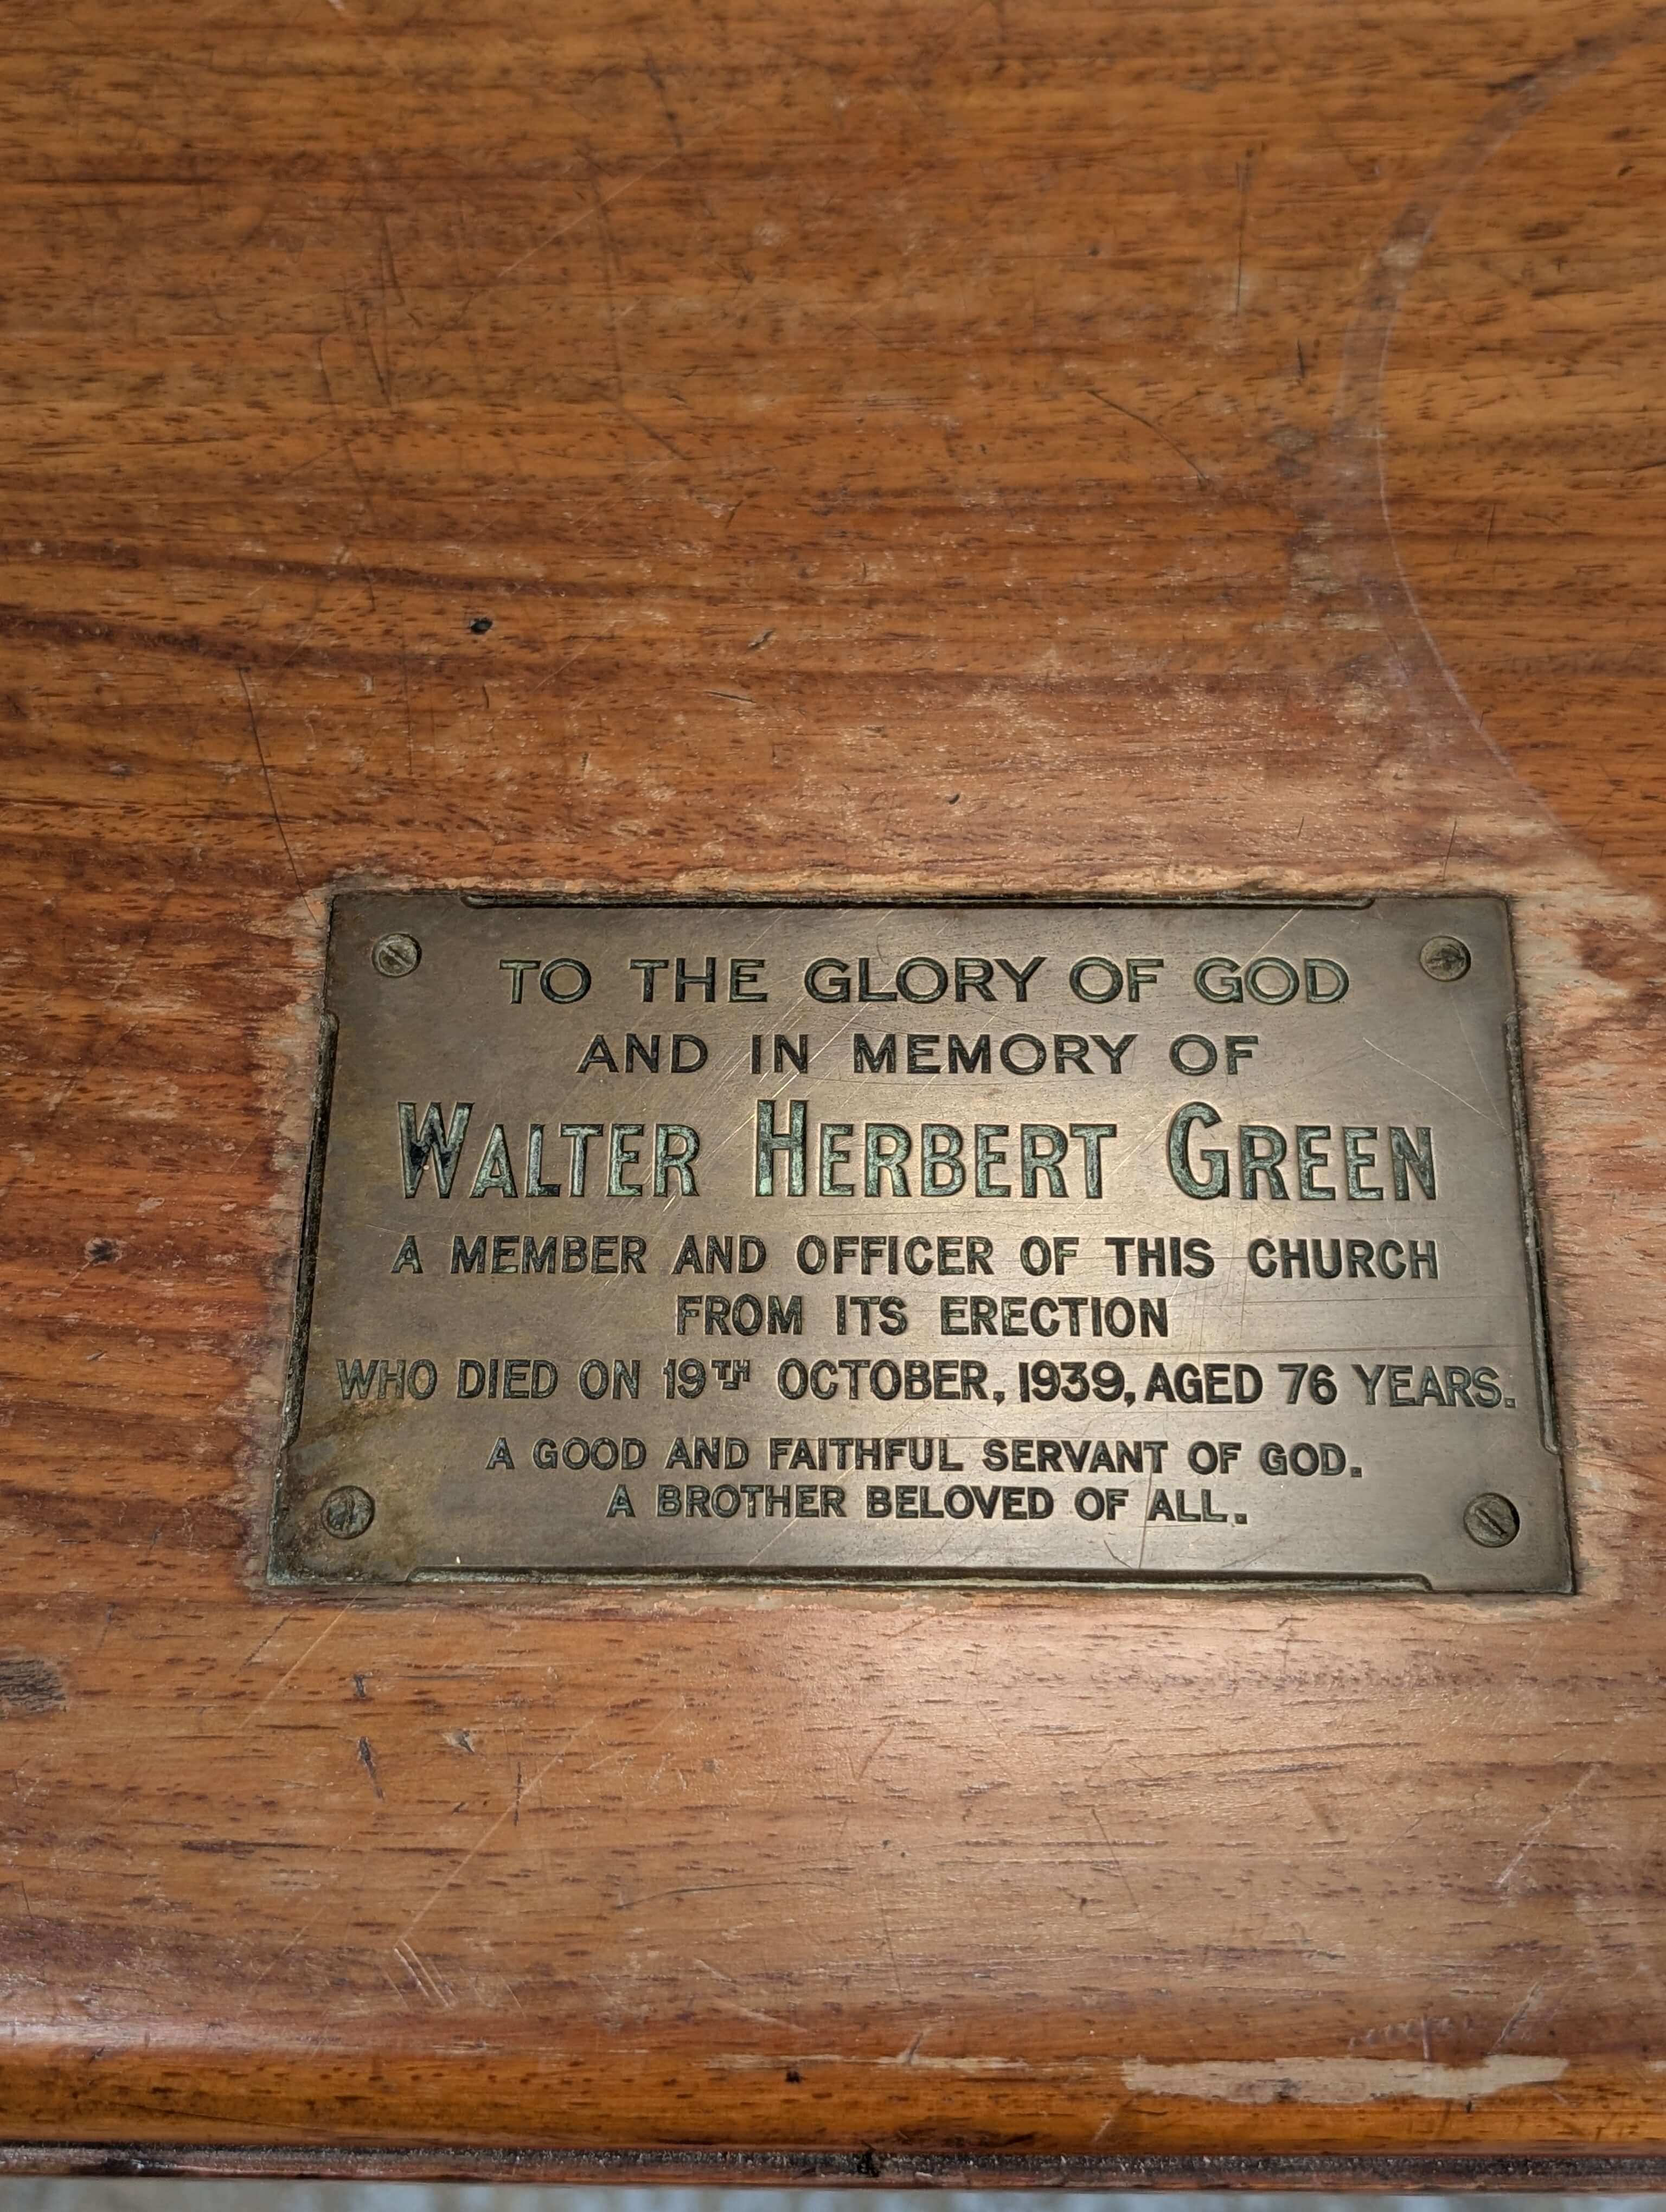 TO THE GLORY OF GOD
AND IN MEMORY OF
WALTER HERBERT GREEN
A MEMBER AND OFFICER OF THIS CHURCH
FROM ITS ERECTION
WHO DIED ON 19TH OCTOBER, 1939, AGED 76 YEARS.
A GOOD AND FAITHFUL SERVANT OF GOD.
A BROTHER BELOVED OF ALL.